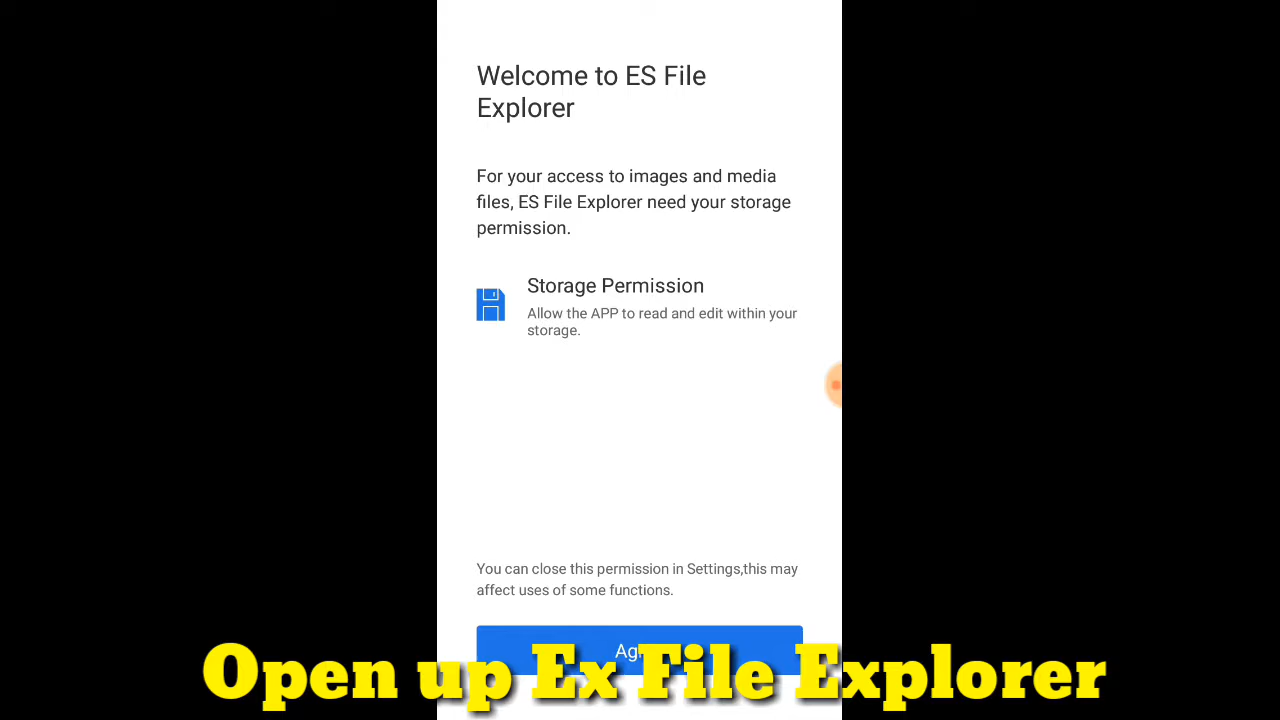 Welcome to ES File
Explorer
For your access to images and media
files, ES File Explorer need your storage
permission.
Storage Permission
Allow the APP to read and edit within your
storage.
You can close this permission in Settings,this may
affect uses of some functions.
Open up Ex File Explorer